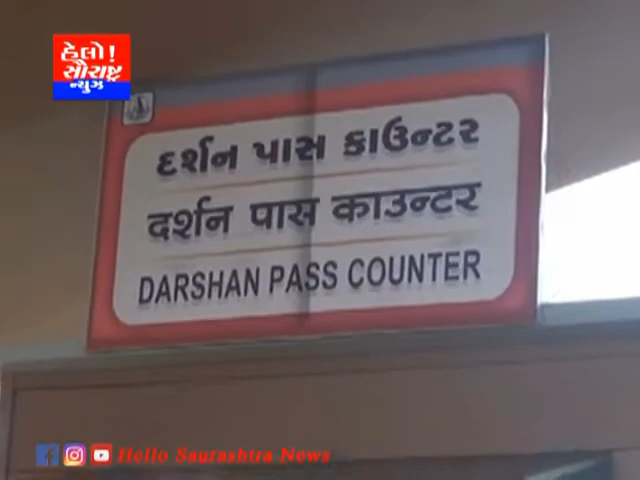 હેલો!
સૌરાષ્ટ્ર
ન્યુઝ
દર્શન પાસ કાઉન્ટર
दर्शन पास काउन्टर
DARSHAN PASS COUNTER
Hello Saurashtra News